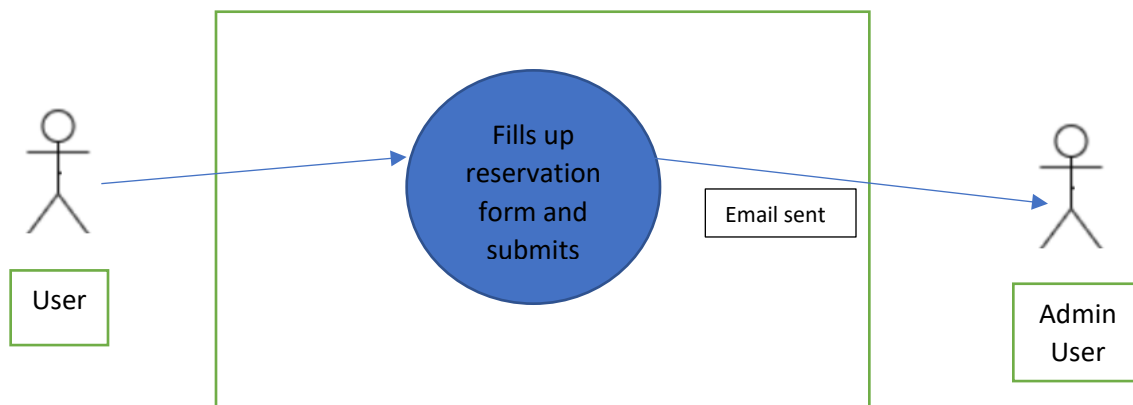 Fills up
reservation
form and
submits
Email sent
User
Admin
User